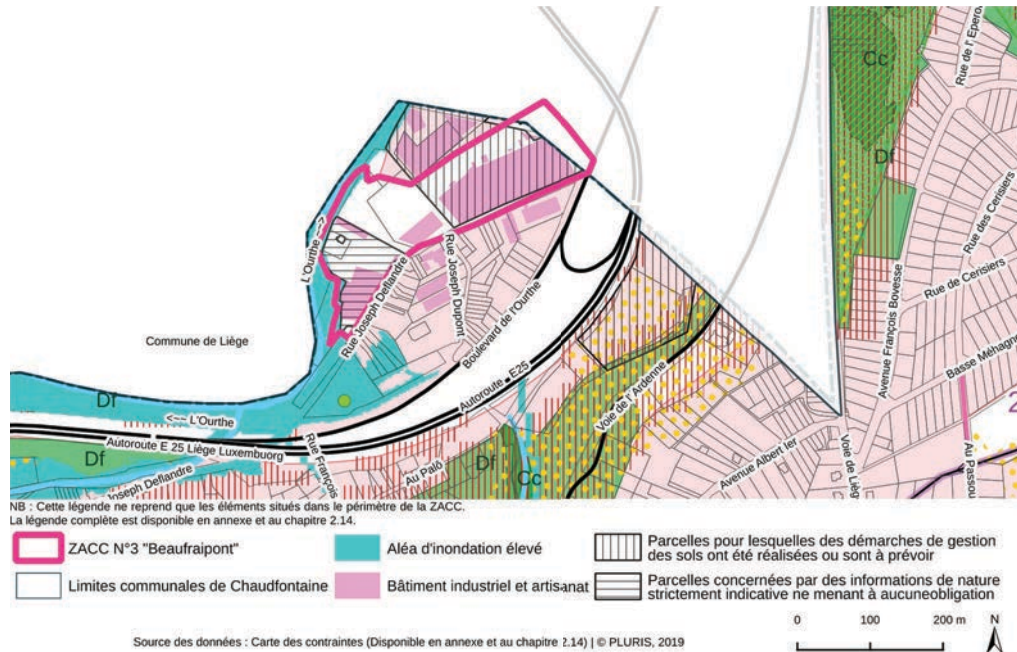 Cc
Rue de l' Epero
Df
Rue des Cerisiers
L'Ourthe -->
Rue Joseph Deflandre
Rue Joseph Dupont
Boulevard de l'Ourthe
Avenue François Bovesse
Rue de Cerisiers
Commune de Liège
Autoroute E25
Basse Méhagne
Voie de l' Ardenne
Df
<-- L'Ourthe
2
Autoroute E 25 Liège Luxembuorg
Rue François
Avenue Albert Ier
Voie de Liège
Au Passou
Df
Joseph Deflandre
Au Palô
Df
Cc
NB : Cette légende ne reprend que les éléments situés dans le périmètre de la ZACC.
La légende complète est disponible en annexe et au chapitre 2.14.
ZACC N°3 "Beaufraipont"
Aléa d'inondation élevé
Parcelles pour lesquelles des démarches de gestion
des sols ont été réalisées ou sont à prévoir
Limites communales de Chaudfontaine
Bâtiment industriel et artisanat
Parcelles concernées par des informations de nature
strictement indicative ne menant à aucuneobligation
0 100 200 m
N
Source des données : Carte des contraintes (Disponible en annexe et au chapitre 2.14) | © PLURIS, 2019